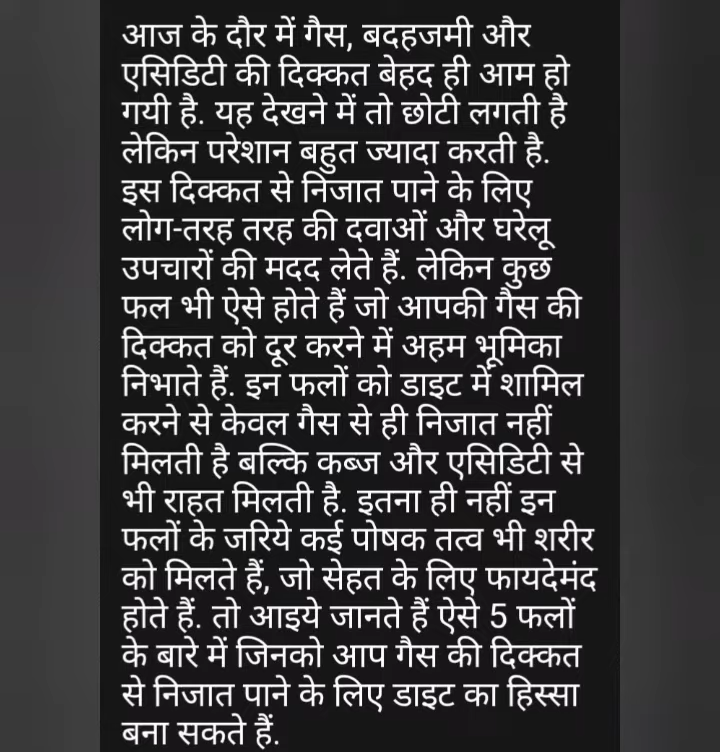 आज के दौर में गैस, बदहजमी और
एसिडिटी की दिक्कत बेहद ही आम हो
गयी है. यह देखने में तो छोटी लगती है
लेकिन परेशान बहुत ज्यादा करती है.
इस दिक्कत से निजात पाने के लिए
लोग-तरह तरह की दवाओं और घरेलू
उपचारों की मदद लेते हैं. लेकिन कुछ
फल भी ऐसे होते हैं जो आपकी गैस की
दिक्कत को दूर करने में अहम भूमिका
निभाते हैं. इन फलों को डाइट में शामिल
करने से केवल गैस से ही निजात नहीं
मिलती है बल्कि कब्ज और एसिडिटी से
भी राहत मिलती है. इतना ही नहीं इन
फलों के जरिये कई पोषक तत्व भी शरीर
को मिलते हैं, जो सेहत के लिए फायदेमंद
होते हैं. तो आइये जानते हैं ऐसे 5 फलों
के बारे में जिनको आप गैस की दिक्कत
से निजात पाने के लिए डाइट का हिस्सा
बना सकते हैं.